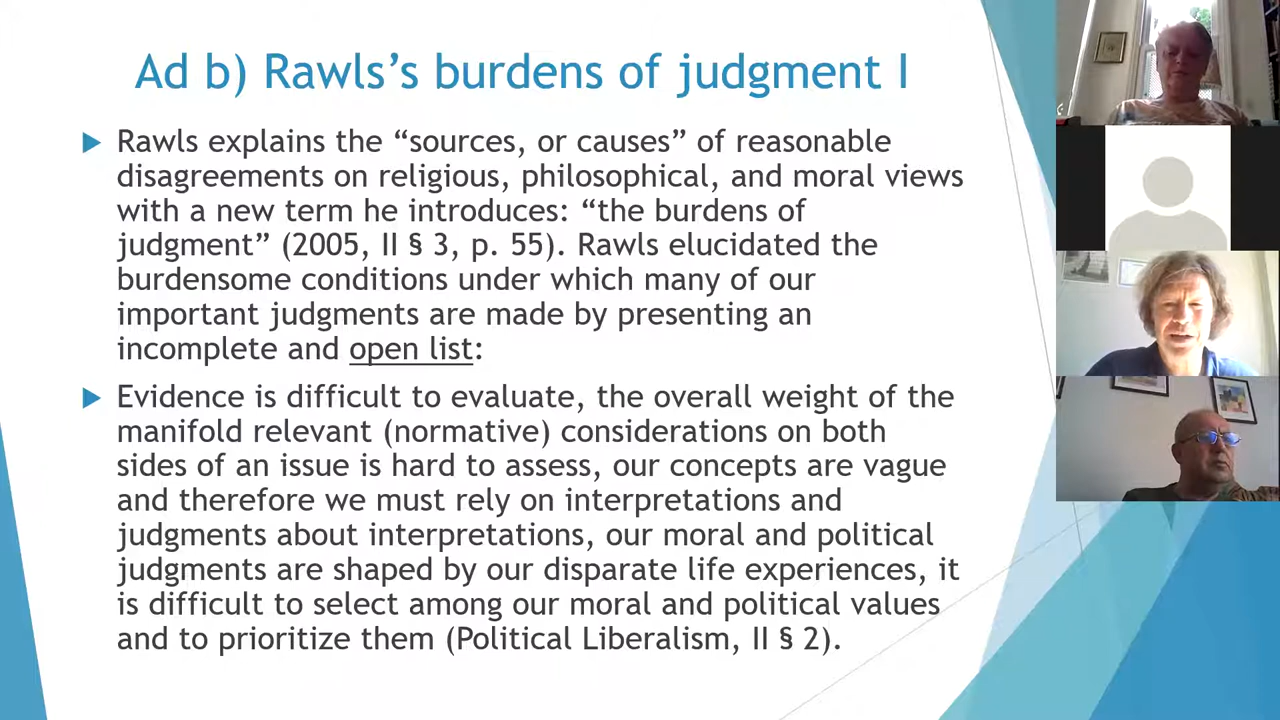 Ad b) Rawls’s burdens of judgment I
Rawls explains the “sources, or causes” of reasonable
disagreements on religious, philosophical, and moral views
with a new term he introduces: “the burdens of
judgment” (2005, II § 3, p. 55). Rawls elucidated the
burdensome conditions under which many of our
important judgments are made by presenting an
incomplete and open list:
Evidence is difficult to evaluate, the overall weight of the
manifold relevant (normative) considerations on both
sides of an issue is hard to assess, our concepts are vague
and therefore we must rely on interpretations and
judgments about interpretations, our moral and political
judgments are shaped by our disparate life experiences, it
is difficult to select among our moral and political values
and to prioritize them (Political Liberalism, II § 2).